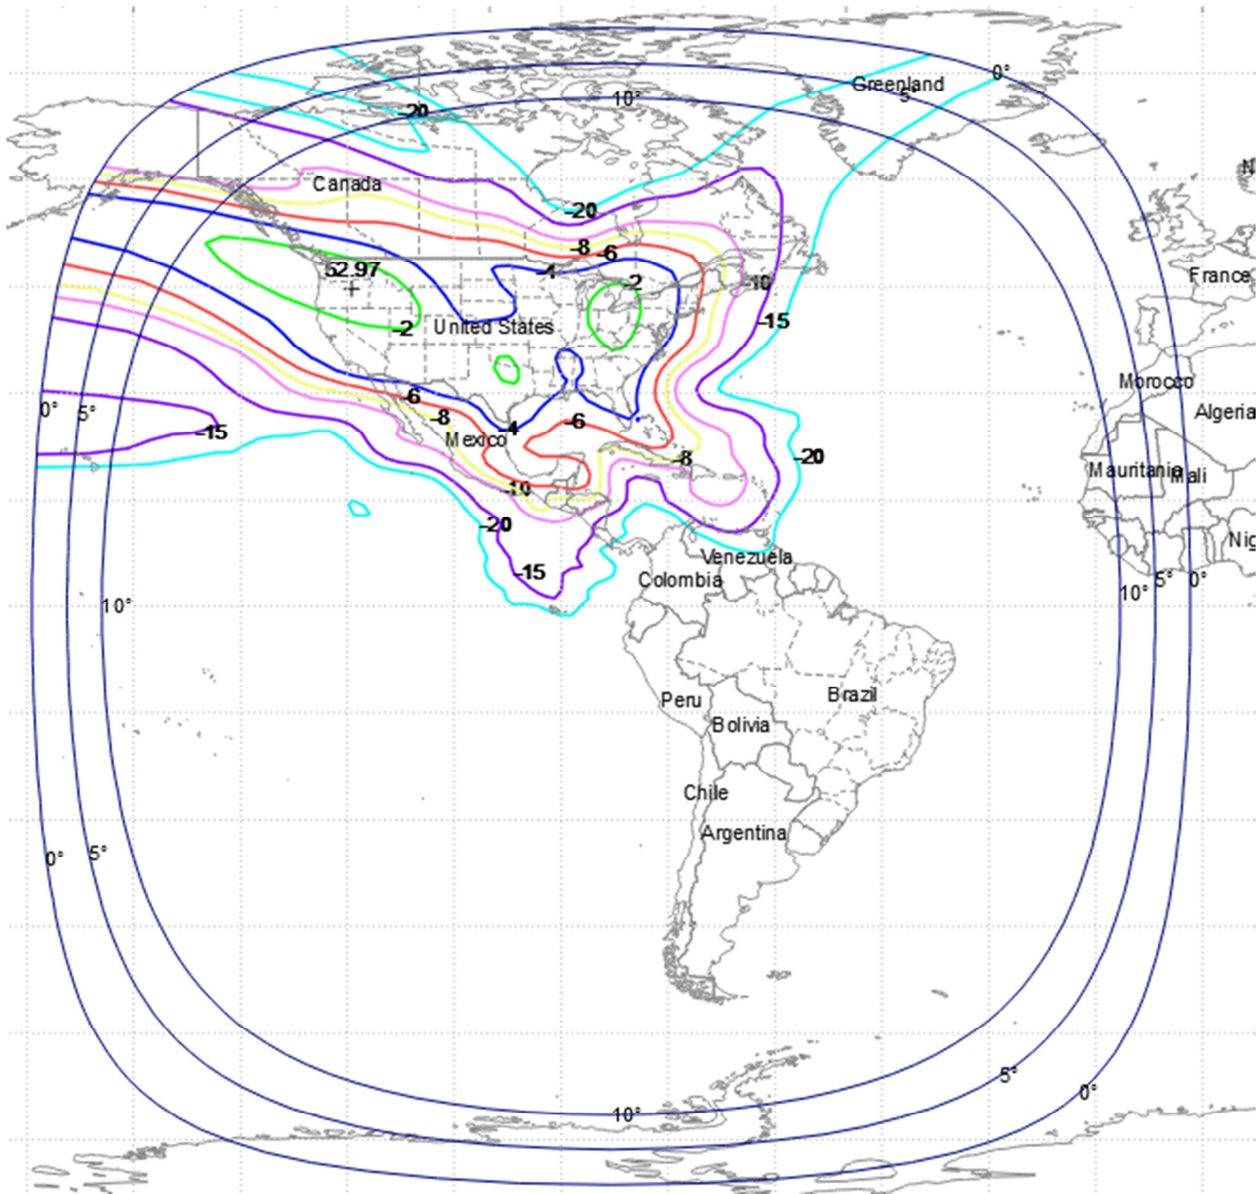 0°
Greenland
5°
10°
-20
N
Canada
-20
-8
-6
-4
52.97
-2
-10
France
-15
-2
United States
Morocco
-6
0°
5°
-8
-6
Algeria
-4
-15
Mexico
-8
-20
Mauritania
Mali
-10
-20
Nig
Venezuela
-15
Colombia
10°
5°
0°
10°
Peru
Brazil
Bolivia
Chile
Argentina
0°
5°
5°
0°
10°